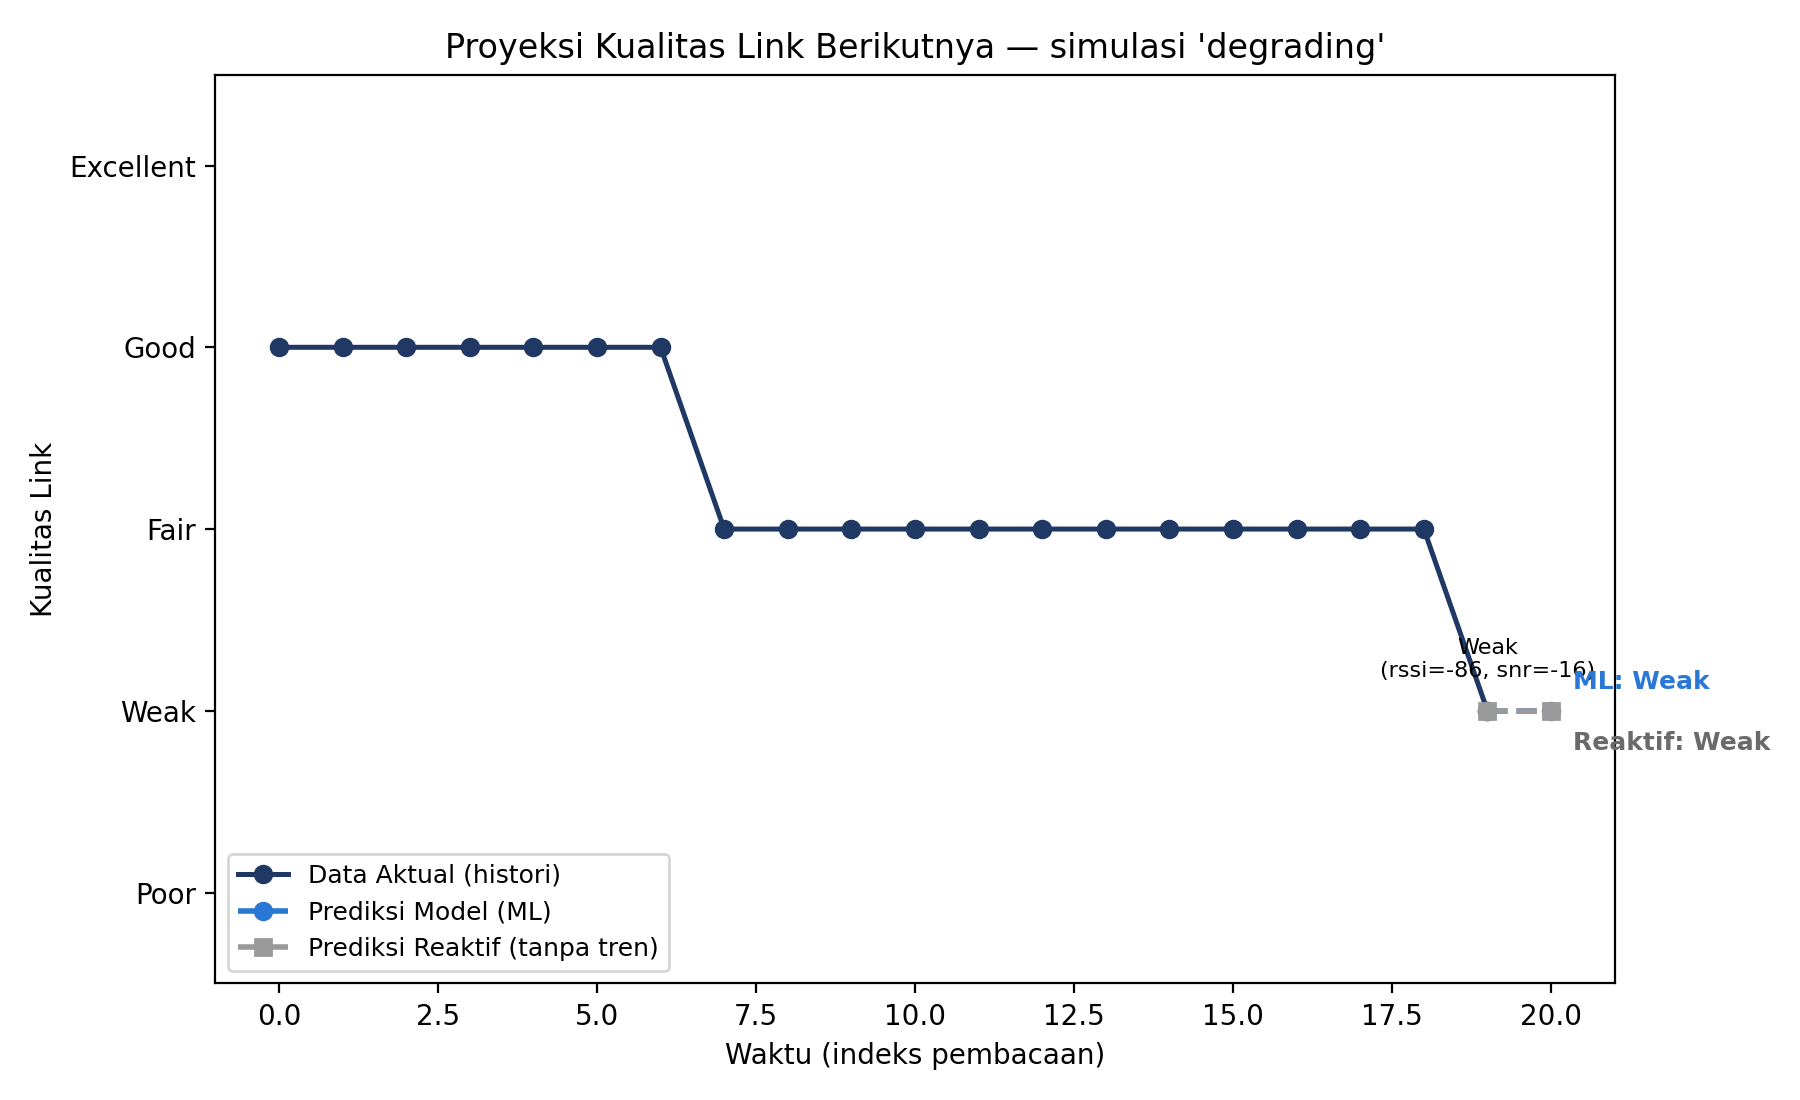 Proyeksi Kualitas Link Berikutnya — simulasi 'degrading'
Kualitas Link
Excellent
Good
Fair
Weak
Poor
Weak
(rssi=-86, snr=-16)
ML: Weak
Reaktif: Weak
Data Aktual (histori)
Prediksi Model (ML)
Prediksi Reaktif (tanpa tren)
0.0 2.5 5.0 7.5 10.0 12.5 15.0 17.5 20.0
Waktu (indeks pembacaan)